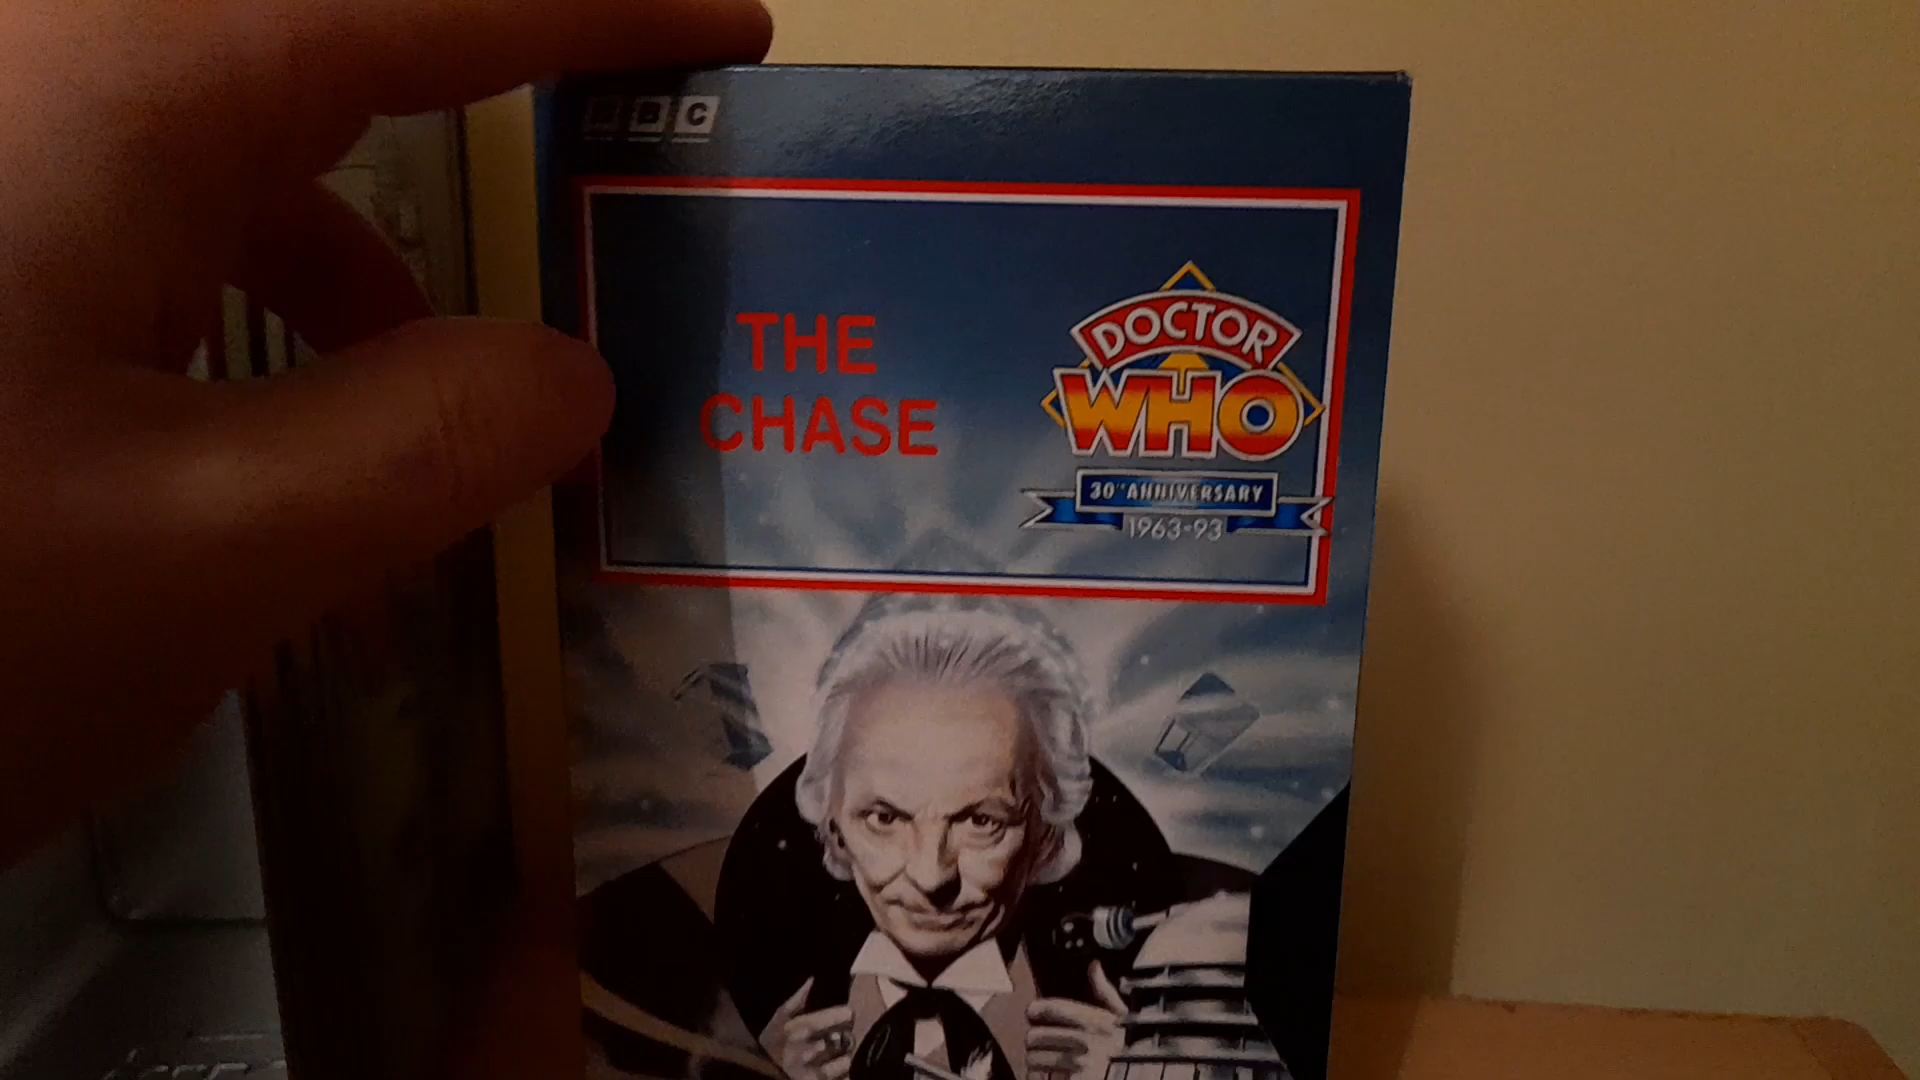 BBC
THE
CHASE
DOCTOR
WHO
30TH ANNIVERSARY
1963-93